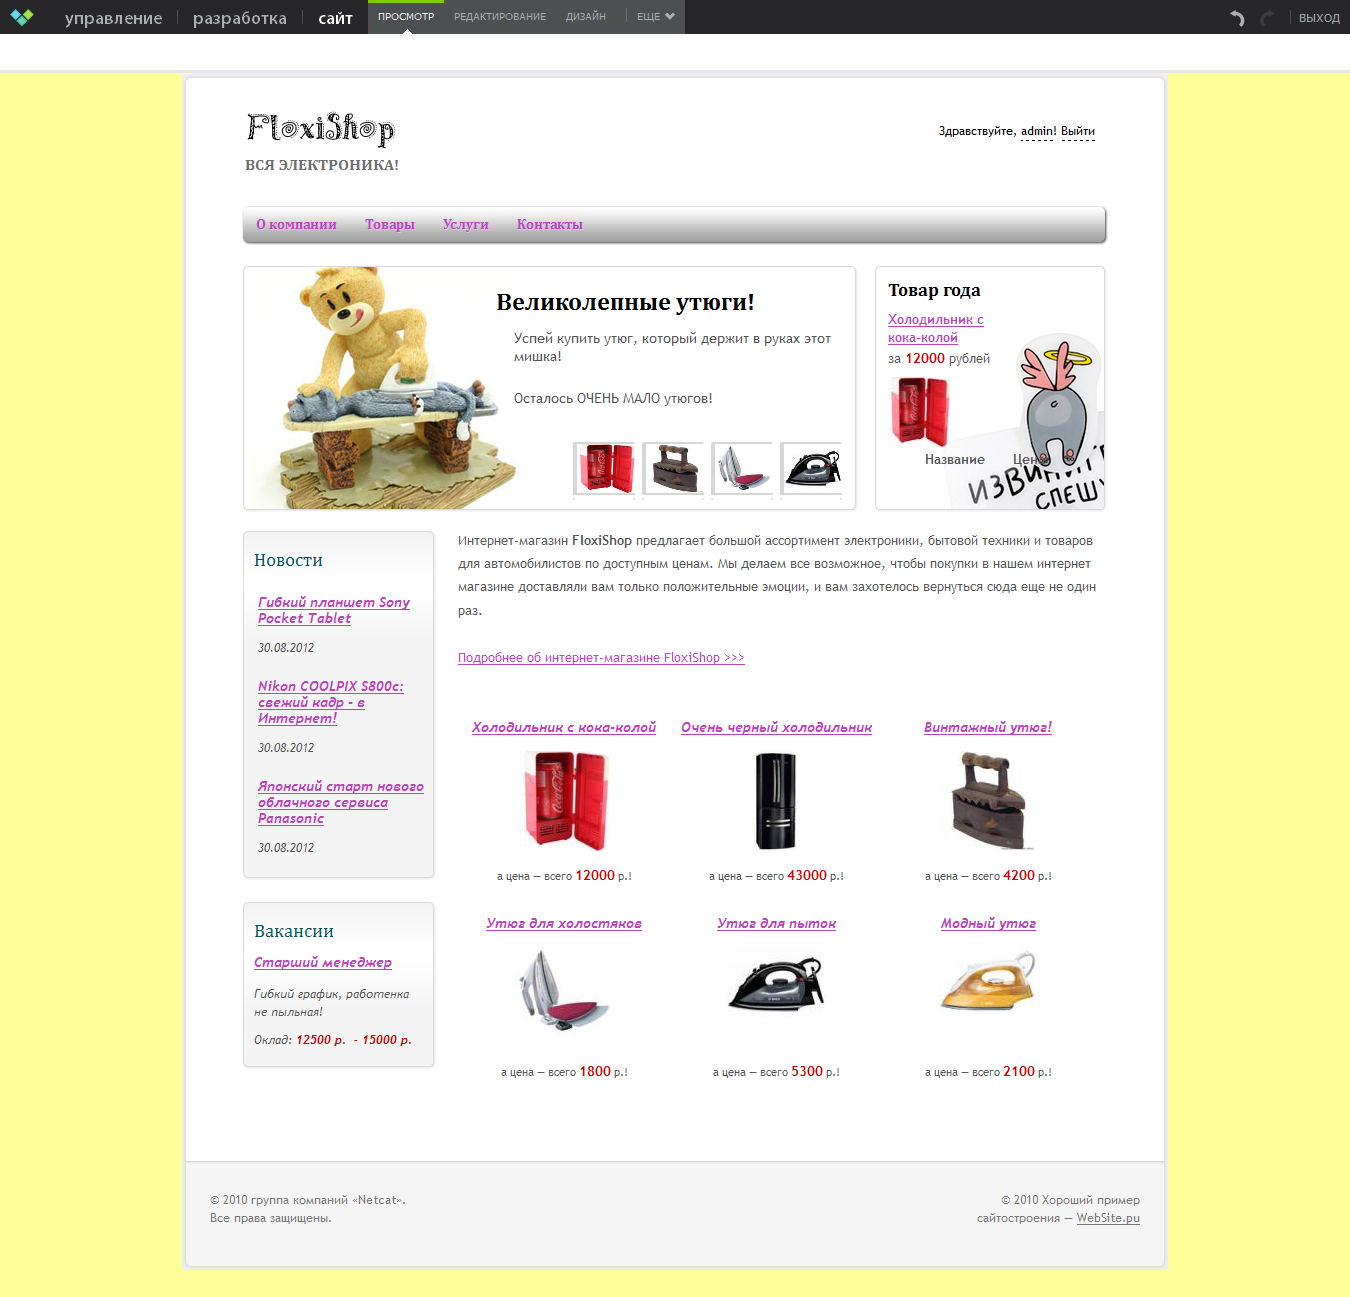 управление разработка сайт ПРОСМОТР РЕДАКТИРОВАНИЕ ДИЗАЙН ЕЩЕ ВЫХОД
FloxiShop
Здравствуйте, admin! Выйти
ВСЯ ЭЛЕКТРОНИКА!
О компании Товары Услуги Контакты
Великолепные утюги!
Успей купить утюг, который держит в руках этот
мишка!
Осталось ОЧЕНЬ МАЛО утюгов!
Товар года
Холодильник с
кока-колой
за 12000 рублей
Название Цена
ИЗВИНИТЕ
СПЕШУ
Новости
Гибкий планшет Sony
Pocket Tablet
30.08.2012
Nikon COOLPIX S800c:
свежий кадр - в
Интернет!
30.08.2012
Японский старт нового
облачного сервиса
Panasonic
30.08.2012
Вакансии
Старший менеджер
Гибкий график, работенка
не пыльная!
Оклад: 12500 р. - 15000 р.
Интернет-магазин FloxiShop предлагает большой ассортимент электроники, бытовой техники и товаров
для автомобилистов по доступным ценам. Мы делаем все возможное, чтобы покупки в нашем интернет
магазине доставляли вам только положительные эмоции, и вам захотелось вернуться сюда еще не один
раз.
Подробнее об интернет-магазине FloxiShop >>>
Холодильник с кока-колой Очень черный холодильник Винтажный утюг!
а цена — всего 12000 р.! а цена — всего 43000 р.! а цена — всего 4200 р.!
Утюг для холостяков Утюг для пыток Модный утюг
а цена — всего 1800 р.! а цена — всего 5300 р.! а цена — всего 2100 р.!
© 2010 группа компаний «Netcat».
Все права защищены.
© 2010 Хороший пример
сайтостроения — WebSite.ру